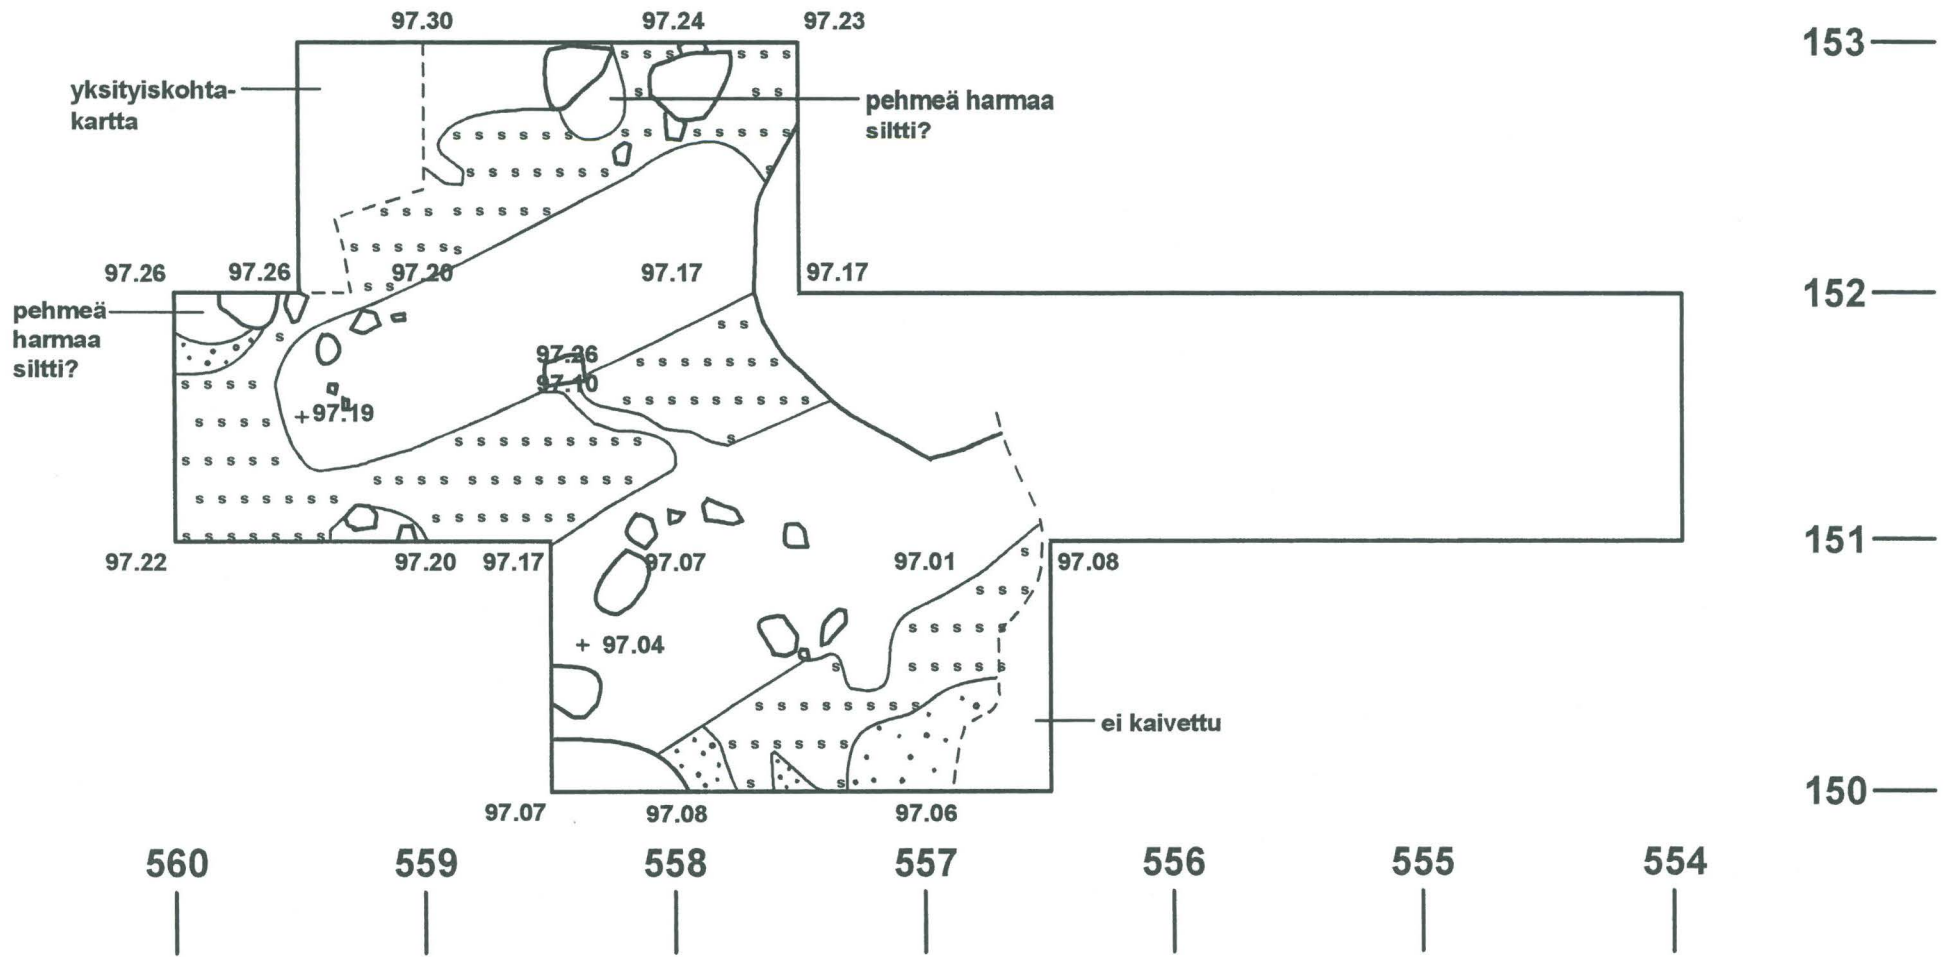 97.30 97.24 97.23
153
yksityiskohta-
kartta
pehmeä harmaa
siltti?
97.26 97.26 97.20 97.17 97.17
152
pehmeä
harmaa
siltti?
97.26
97.10
97.19
151
97.22 97.20 97.17 97.07 97.01 97.08
97.04
ei kaivettu
150
97.07 97.08 97.06
560 559 558 557 556 555 554